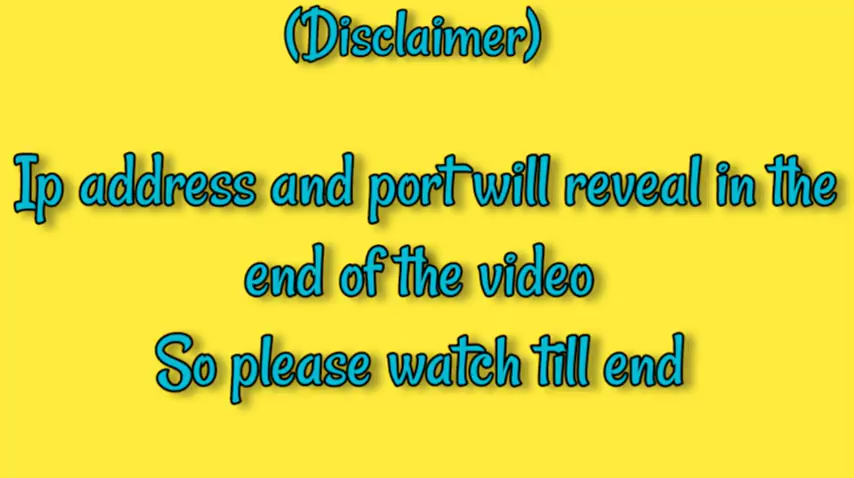 (Disclaimer)
Ip address and port will reveal in the
end of the video
So please watch till end